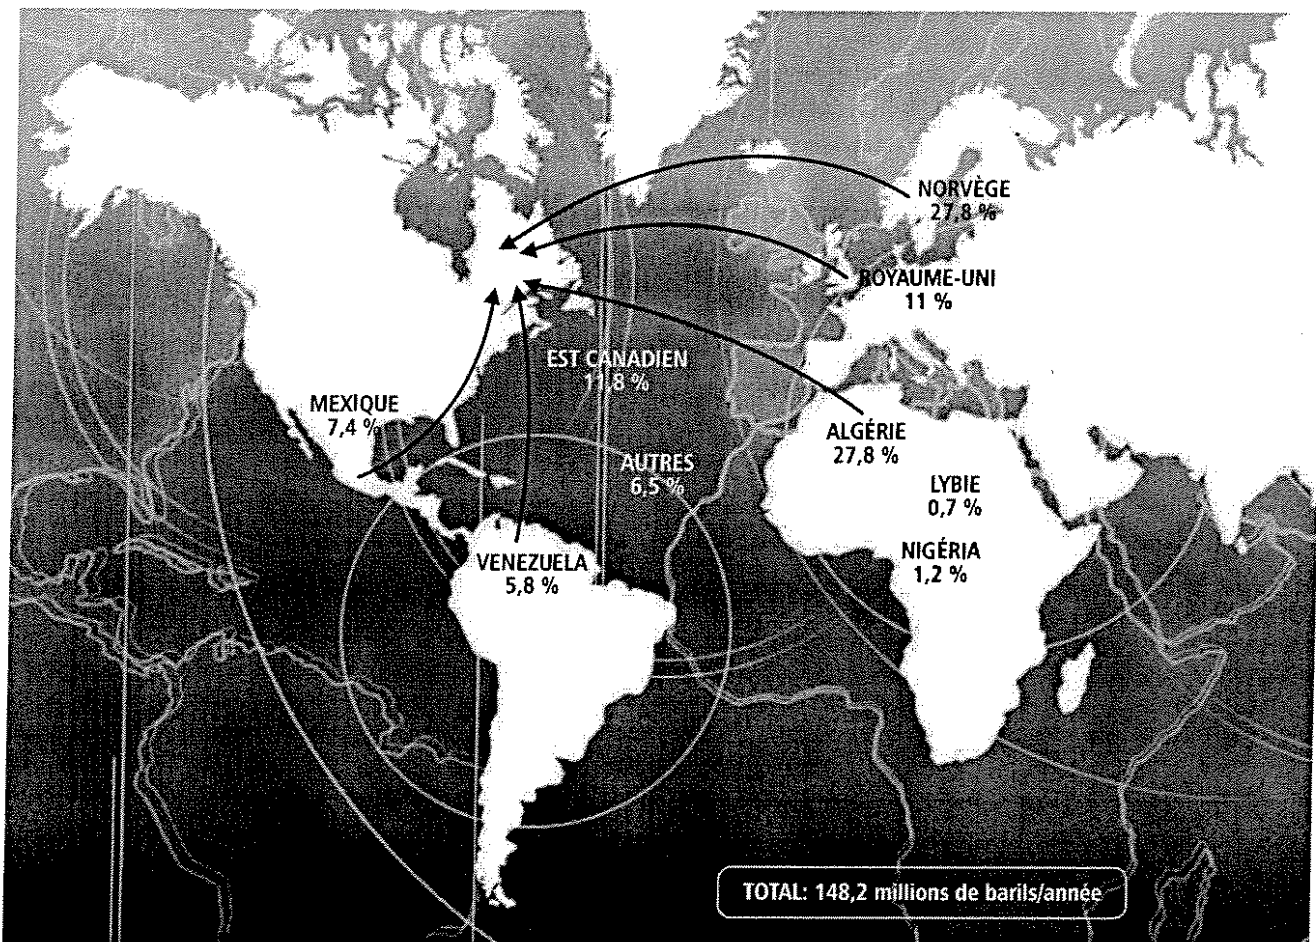 NORVÈGE
27,8 %
ROYAUME-UNI
11 %
EST CANADIEN
11,8 %
MEXIQUE
7,4 %
ALGÉRIE
27,8 %
AUTRES
6,5 %
LYBIE
0,7 %
NIGÉRIA
1,2 %
VENEZUELA
5,8 %
TOTAL: 148,2 millions de barils/année